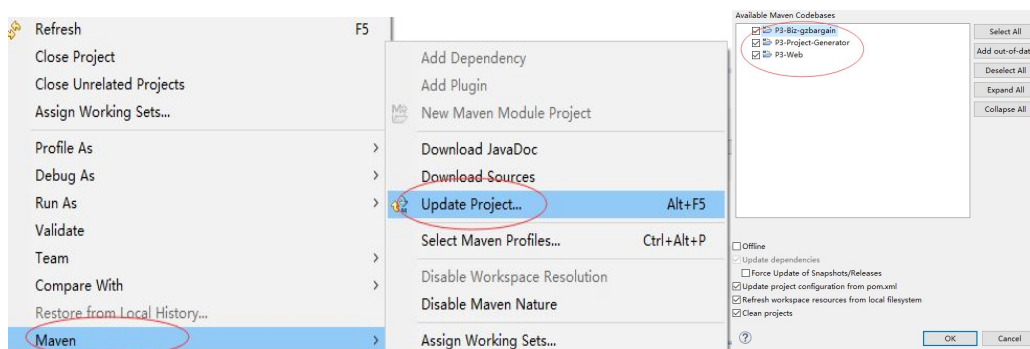 Refresh F5
Close Project
Close Unrelated Projects
Assign Working Sets...
Profile As
Debug As
Run As
Validate
Team
Compare With
Restore from Local History...
Maven
Add Dependency
Add Plugin
New Maven Module Project
Download JavaDoc
Download Sources
Update Project... Alt+F5
Select Maven Profiles... Ctrl+Alt+P
Disable Workspace Resolution
Disable Maven Nature
Assign Working Sets...
Available Maven Codebases
P3-Biz-gzbargain
P3-Project-Generator
P3-Web
Select All
Add out-of-dat
Deselect All
Expand All
Collapse All
Offline
Update dependencies
Force Update of Snapshots/Releases
Update project configuration from pom.xml
Refresh workspace resources from local filesystem
Clean projects
OK Cancel